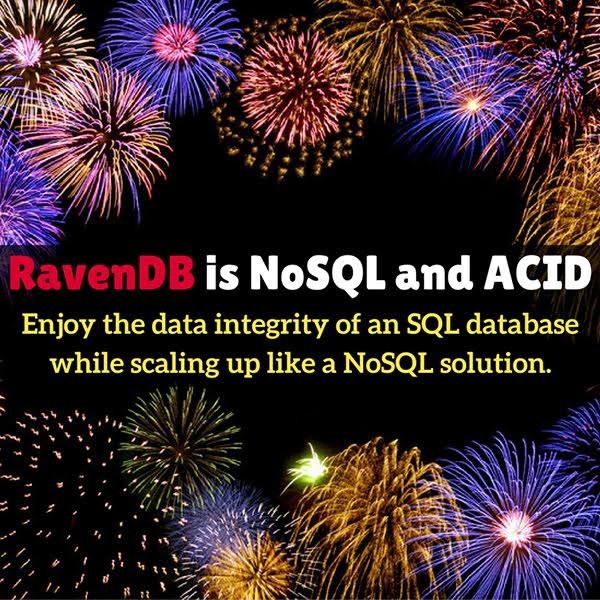 RavenDB is NoSQL and ACID
Enjoy the data integrity of an SQL database
while scaling up like a NoSQL solution.